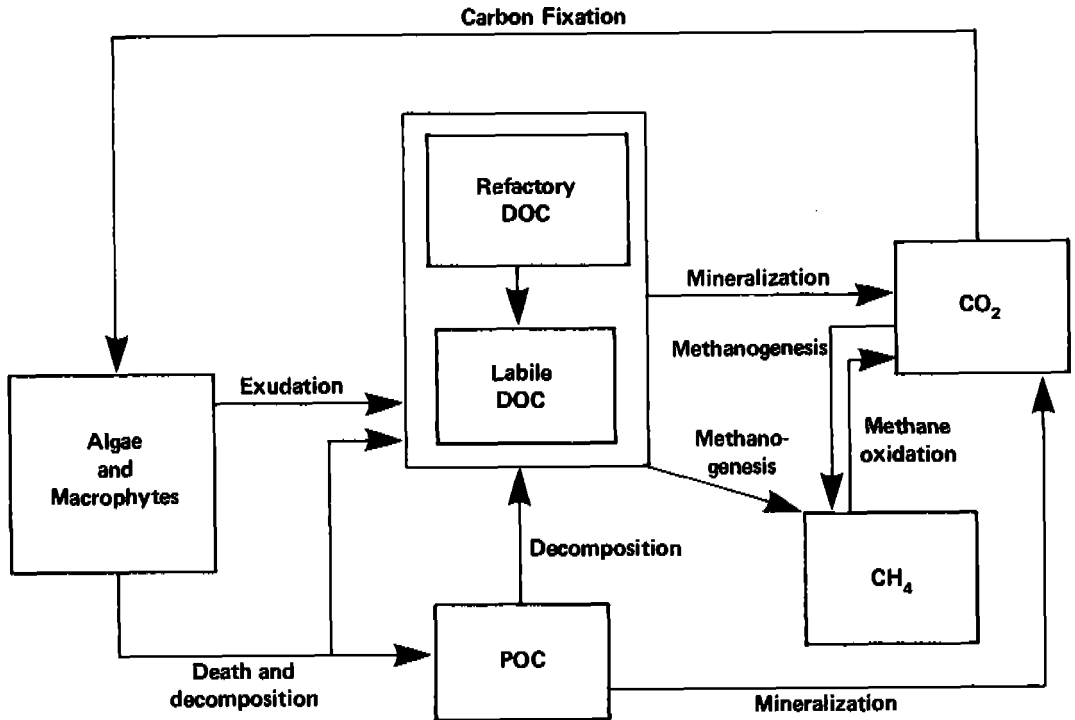 Carbon Fixation
Refactory
DOC
Mineralization
CO₂
Methanogenesis
Labile
DOC
Exudation
Algae
and
Macrophytes
Methane
oxidation
Methano-
genesis
Decomposition
CH₄
POC
Death and
decomposition
Mineralization